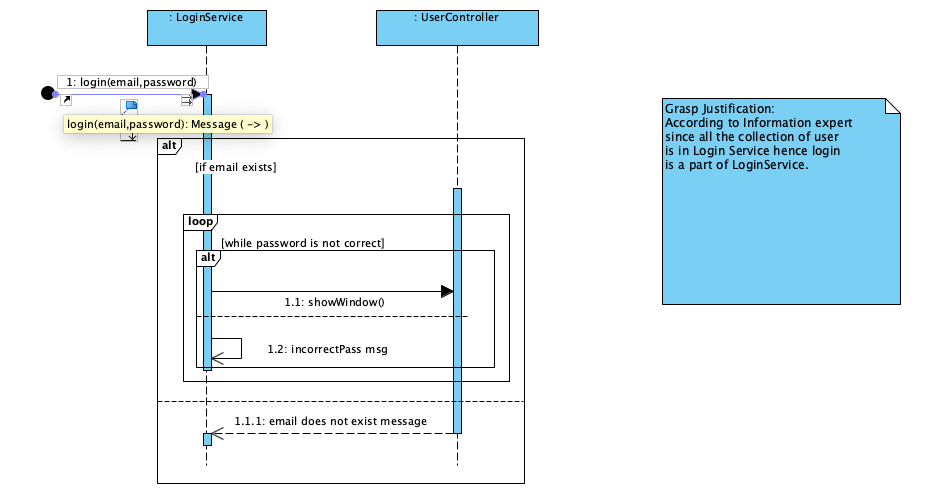 : LoginService
: UserController
1: login(email,password)
login(email,password): Message ( -> )
alt
[if email exists]
loop
[while password is not correct]
alt
1.1: showWindow()
1.2: incorrectPass msg
1.1.1: email does not exist message
Grasp Justification:
According to Information expert
since all the collection of user
is in Login Service hence login
is a part of LoginService.